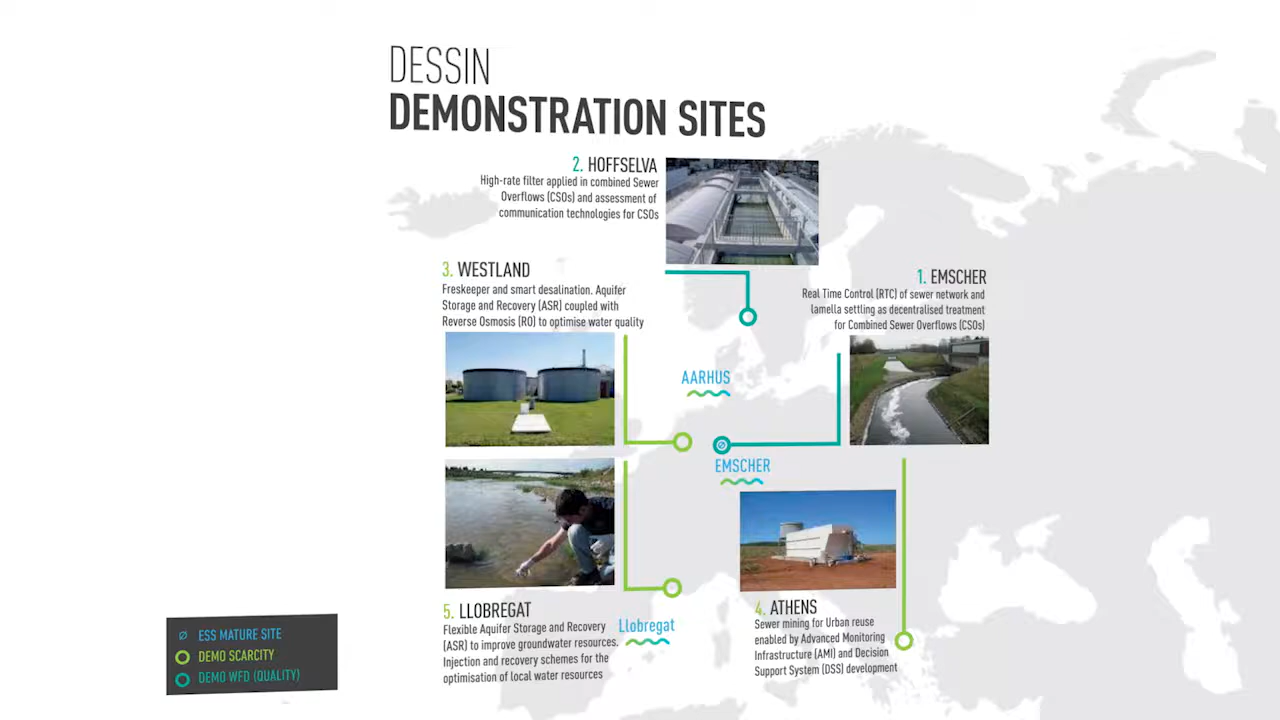 DESSIN
DEMONSTRATION SITES
2. HOFFSELVA
High-rate filter applied in combined Sewer
Overflows (CSOs) and assessment of
communication technologies for CSOs
3. WESTLAND
Freskeeper and smart desalination. Aquifer
Storage and Recovery (ASR) coupled with
Reverse Osmosis (RO) to optimise water quality
1. EMSCHER
Real Time Control (RTC) of sewer network and
lamella settling as decentralised treatment
for Combined Sewer Overflows (CSOs)
AARHUS
EMSCHER
5. LLOBREGAT
Flexible Aquifer Storage and Recovery
(ASR) to improve groundwater resources.
Injection and recovery schemes for the
optimisation of local water resources
Llobregat
4. ATHENS
Sewer mining for Urban reuse
enabled by Advanced Monitoring
Infrastructure (AMI) and Decision
Support System (DSS) development
ESS MATURE SITE
DEMO SCARCITY
DEMO WFD (QUALITY)